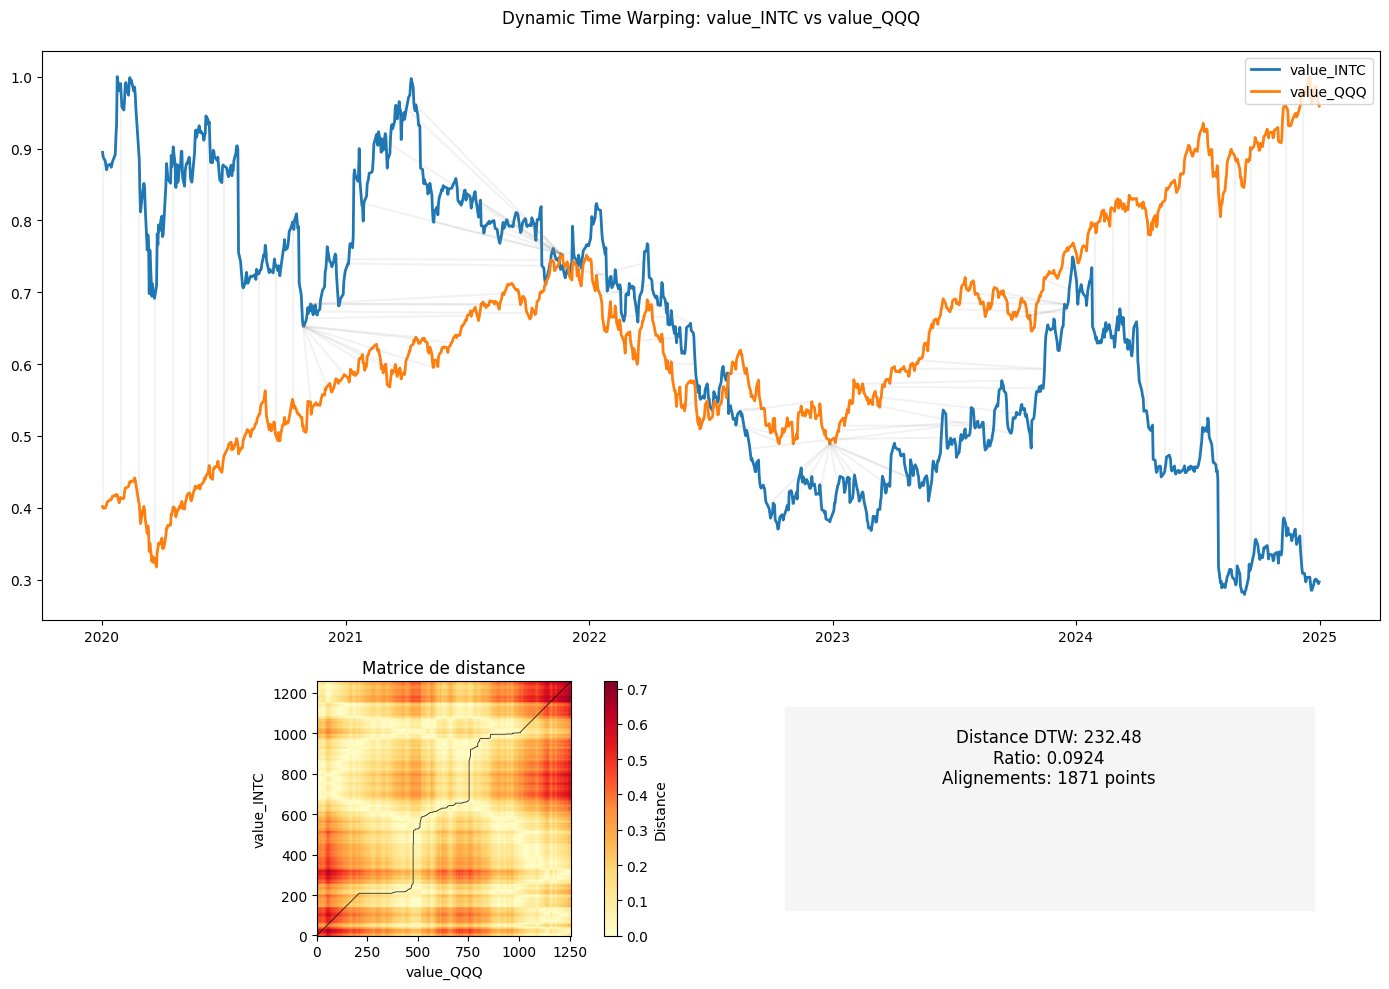 Dynamic Time Warping: value_INTC vs value_QQQ
1.0
0.9
0.8
0.7
0.6
0.5
0.4
0.3
value_INTC
value_QQQ
2020 2021 2022 2023 2024 2025
Matrice de distance
value_INTC
1200
1000
800
600
400
200
0
0 250 500 750 1000 1250
value_QQQ
0.7
0.6
0.5
0.4
0.3
0.2
0.1
0.0
Distance
Distance DTW: 232.48
Ratio: 0.0924
Alignements: 1871 points